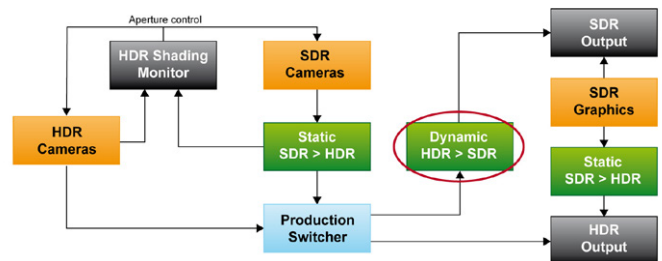 Aperture control
HDR Shading
Monitor
SDR
Cameras
SDR
Output
HDR
Cameras
Static
SDR > HDR
Dynamic
HDR > SDR
SDR
Graphics
Static
SDR > HDR
Production
Switcher
HDR
Output